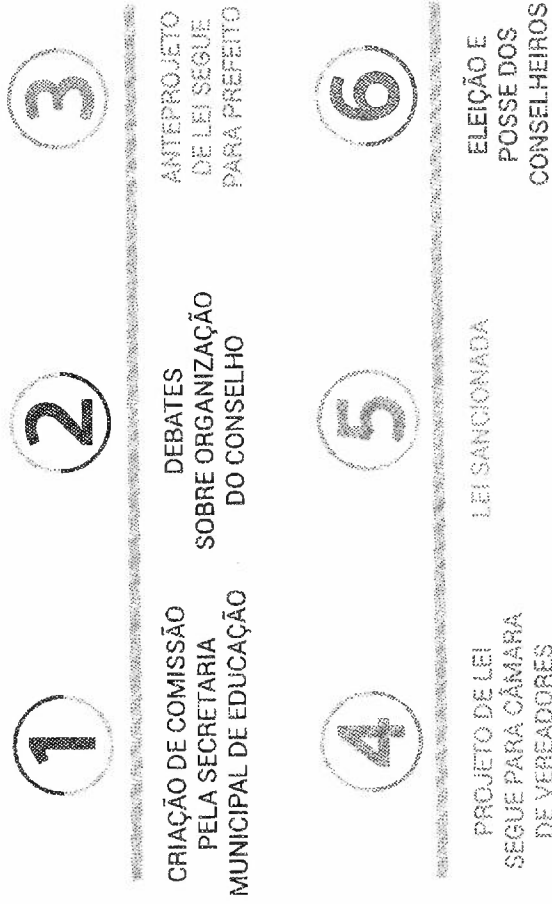 1
CRIAÇÃO DE COMISSÃO
PELA SECRETARIA
MUNICIPAL DE EDUCAÇÃO
2
DEBATES
SOBRE ORGANIZAÇÃO
DO CONSELHO
3
ANTEPROJETO
DE LEI SEGUE
PARA PREFEITO
4
PROJETO DE LEI
SEGUE PARA CÂMARA
DE VEREADORES
5
LEI SANCIONADA
6
ELEIÇÃO E
POSSE DOS
CONSELHEIROS